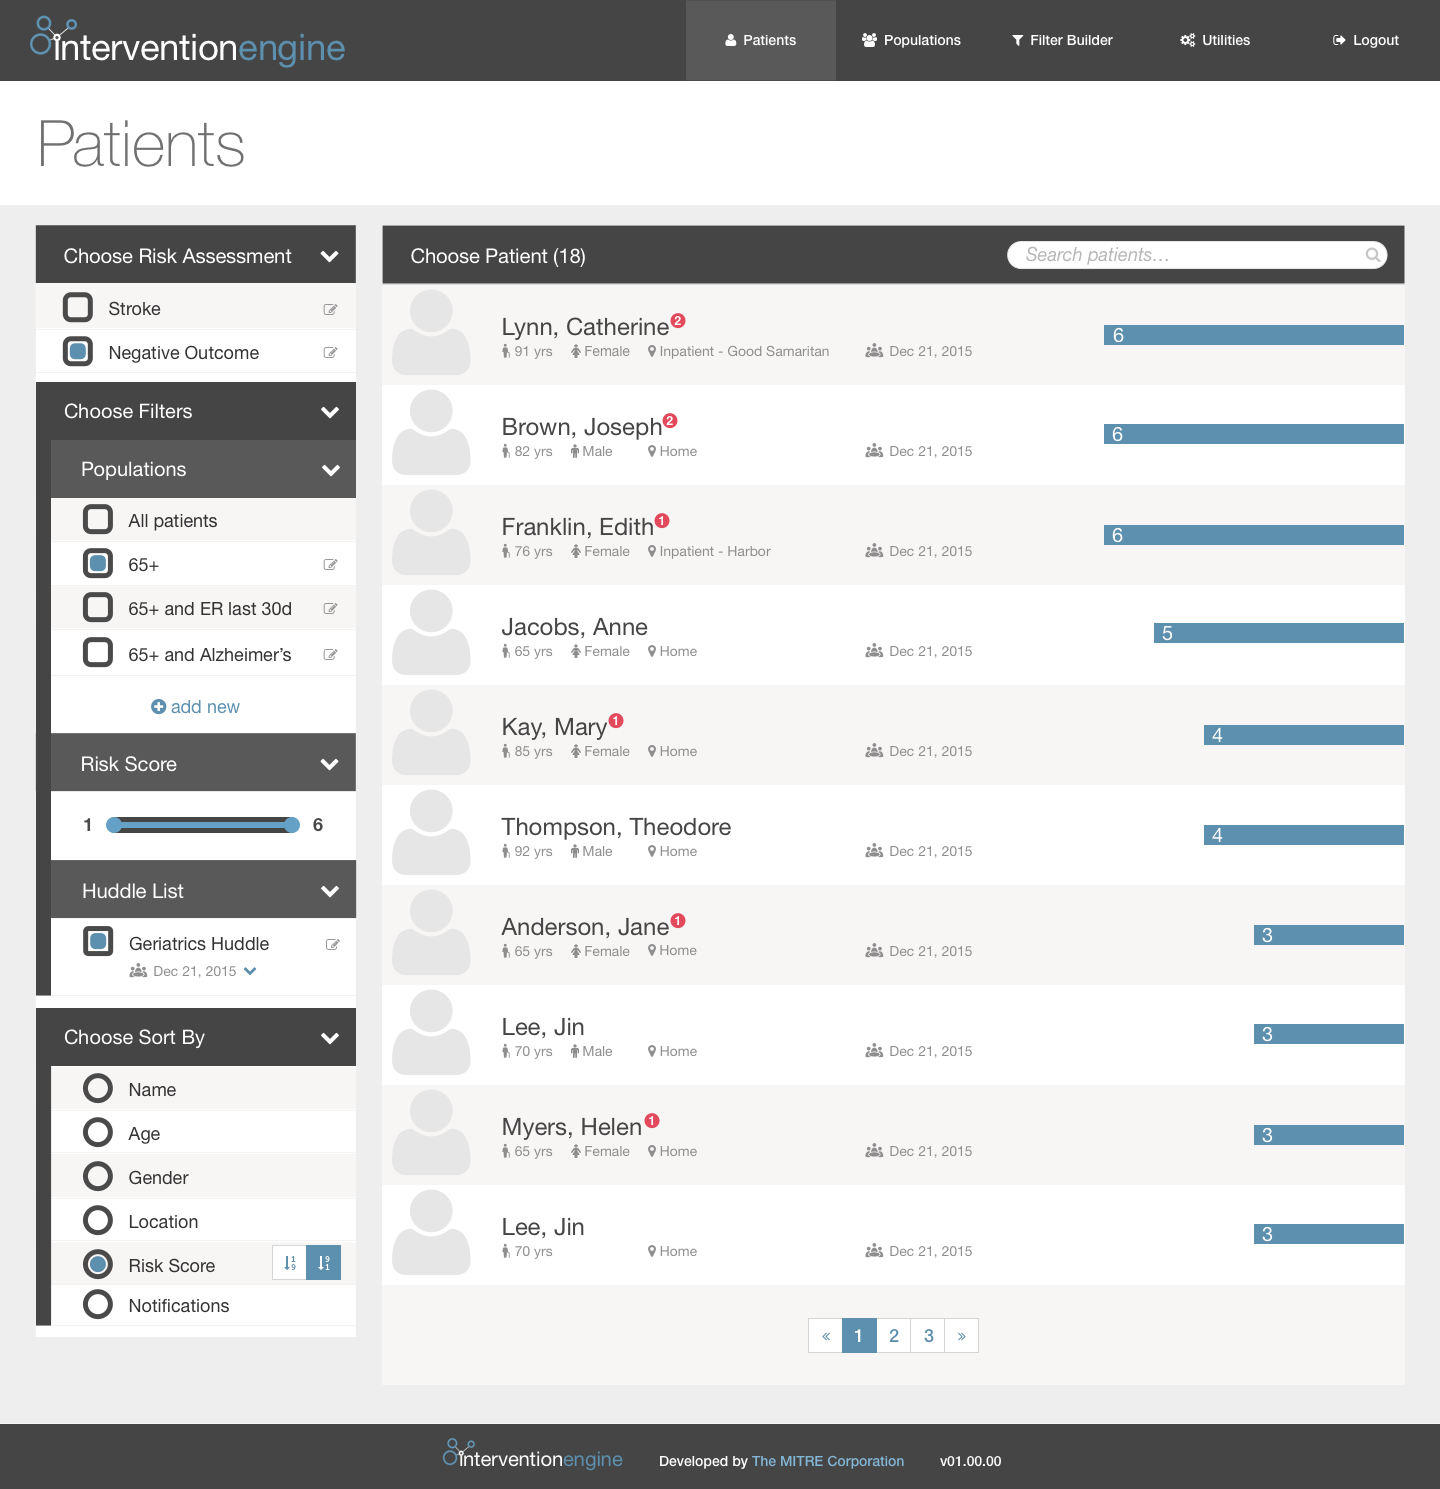 interventionengine
Patients
Populations
Filter Builder
Utilities
Logout
Patients
Choose Risk Assessment
Stroke
Negative Outcome
Choose Filters
Populations
All patients
65+
65+ and ER last 30d
65+ and Alzheimer’s
add new
Risk Score
1 6
Huddle List
Geriatrics Huddle
Dec 21, 2015
Choose Sort By
Name
Age
Gender
Location
Risk Score 1 9 9 1
Notifications
Choose Patient (18)
Search patients...
Lynn, Catherine 2
91 yrs Female Inpatient - Good Samaritan Dec 21, 2015 6
Brown, Joseph 2
82 yrs Male Home Dec 21, 2015 6
Franklin, Edith 1
76 yrs Female Inpatient - Harbor Dec 21, 2015 6
Jacobs, Anne
65 yrs Female Home Dec 21, 2015 5
Kay, Mary 1
85 yrs Female Home Dec 21, 2015 4
Thompson, Theodore
92 yrs Male Home Dec 21, 2015 4
Anderson, Jane 1
65 yrs Female Home Dec 21, 2015 3
Lee, Jin
70 yrs Male Home Dec 21, 2015 3
Myers, Helen 1
65 yrs Female Home Dec 21, 2015 3
Lee, Jin
70 yrs Home Dec 21, 2015 3
« 1 2 3 »
interventionengine Developed by The MITRE Corporation v01.00.00